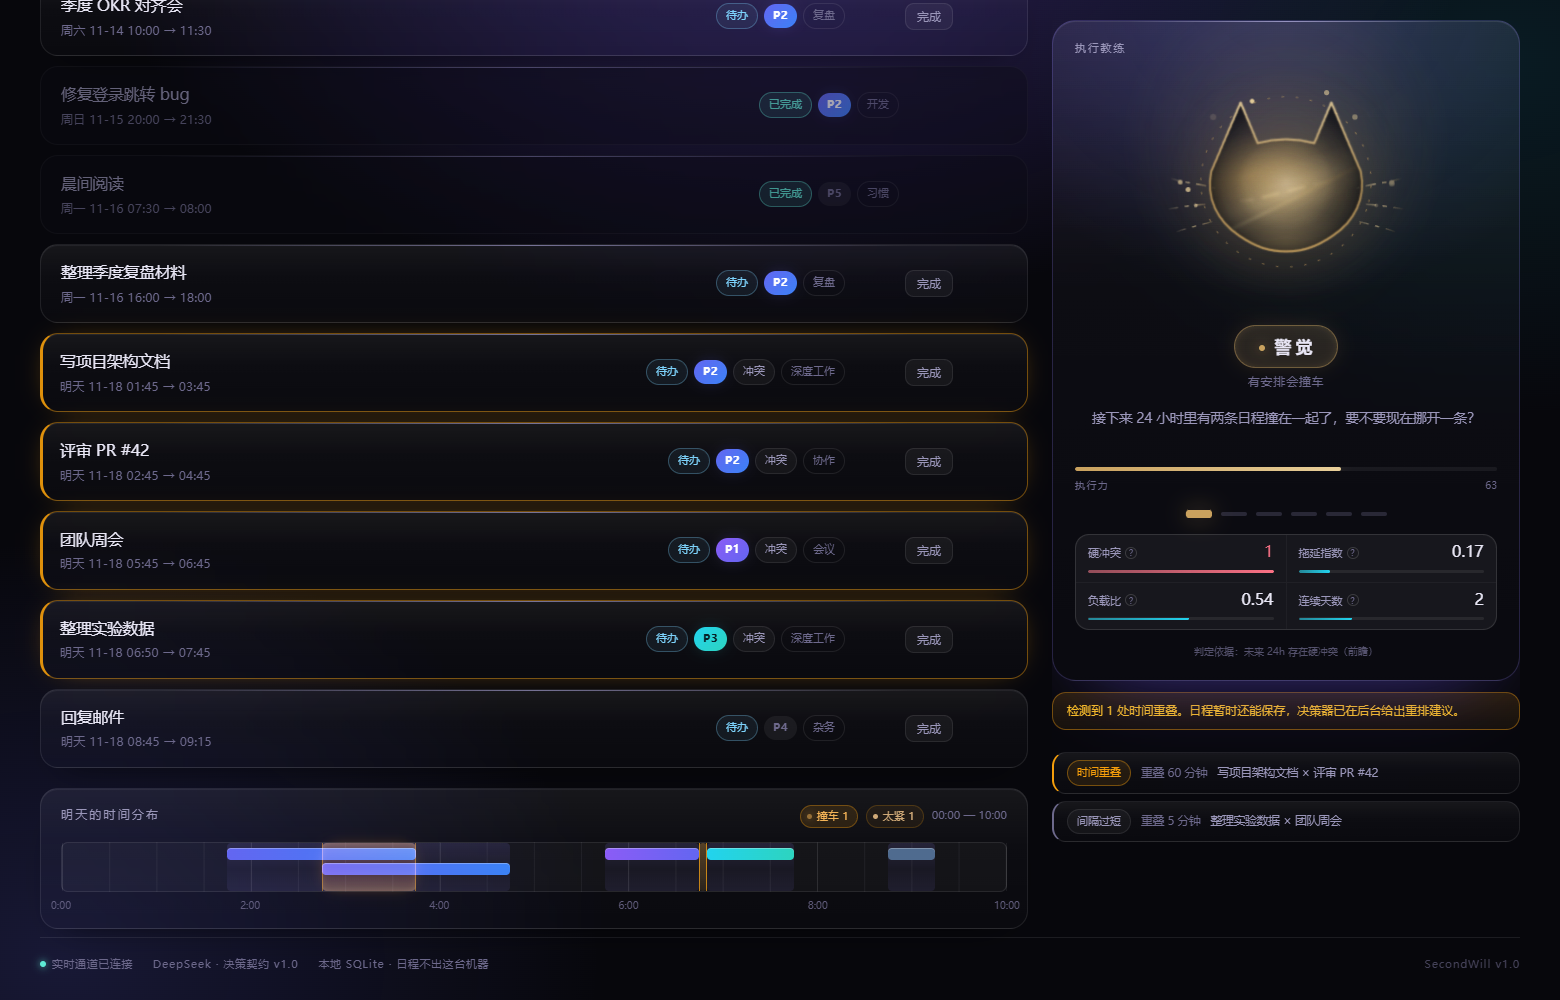 季度 OKR 对齐会
周六 11-14 10:00 → 11:30
待办 P2 复盘 完成
修复登录跳转 bug
周日 11-15 20:00 → 21:30
已完成 P2 开发
晨间阅读
周一 11-16 07:30 → 08:00
已完成 P5 习惯
整理季度复盘材料
周一 11-16 16:00 → 18:00
待办 P2 复盘 完成
写项目架构文档
明天 11-18 01:45 → 03:45
待办 P2 冲突 深度工作 完成
评审 PR #42
明天 11-18 02:45 → 04:45
待办 P2 冲突 协作 完成
团队周会
明天 11-18 05:45 → 06:45
待办 P1 冲突 会议 完成
整理实验数据
明天 11-18 06:50 → 07:45
待办 P3 冲突 深度工作 完成
回复邮件
明天 11-18 08:45 → 09:15
待办 P4 杂务 完成
明天的时间分布
撞车 1 太紧 1 00:00 — 10:00
0:00 2:00 4:00 6:00 8:00 10:00
执行教练
警觉
有安排会撞车
接下来 24 小时里有两条日程撞在一起了，要不要现在挪开一条？
执行力 63
硬冲突 ? 1
拖延指数 ? 0.17
负载比 ? 0.54
连续天数 ? 2
判定依据：未来 24h 存在硬冲突（前瞻）
检测到 1 处时间重叠。日程暂时还能保存，决策器已在后台给出重排建议。
时间重叠 重叠 60 分钟 写项目架构文档 × 评审 PR #42
间隔过短 重叠 5 分钟 整理实验数据 × 团队周会
实时通道已连接 DeepSeek · 决策契约 v1.0 本地 SQLite · 日程不出这台机器
SecondWill v1.0